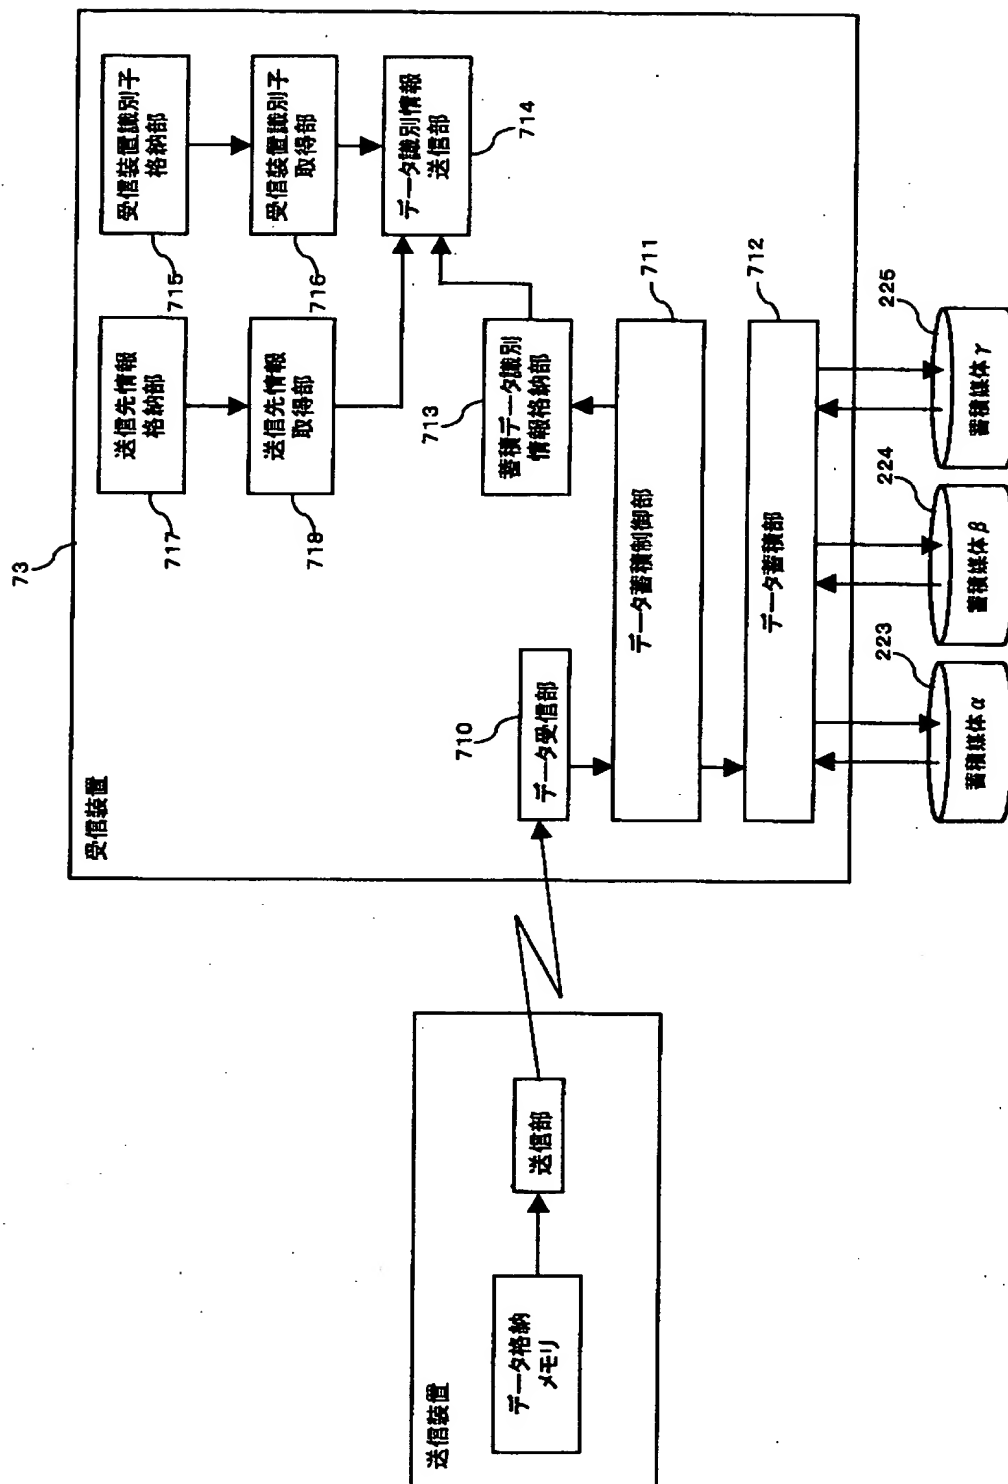 送信装置
データ格納
メモリ
送信部
受信装置
73
送信先情報
格納部
717
受信装置識別子
格納部
715
送信先情報
取得部
718
受信装置識別子
取得部
716
データ識別情報
送信部
714
蓄積データ識別
情報格納部
713
データ受信部
710
データ蓄積制御部
711
データ蓄積部
712
蓄積媒体α
223
蓄積媒体β
224
蓄積媒体γ
225